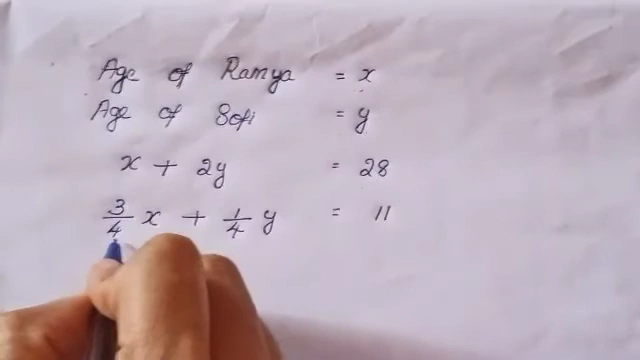 Age of Ramya = x
Age of Sofi = y
x + 2y = 28
3/4 x + 1/4 y = 11